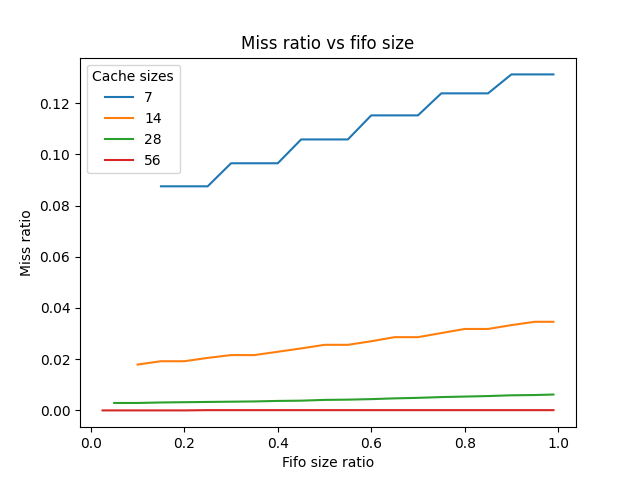 Miss ratio vs fifo size
Cache sizes
7
14
28
56
0.12
0.10
0.08
0.06
0.04
0.02
0.00
Miss ratio
0.0 0.2 0.4 0.6 0.8 1.0
Fifo size ratio